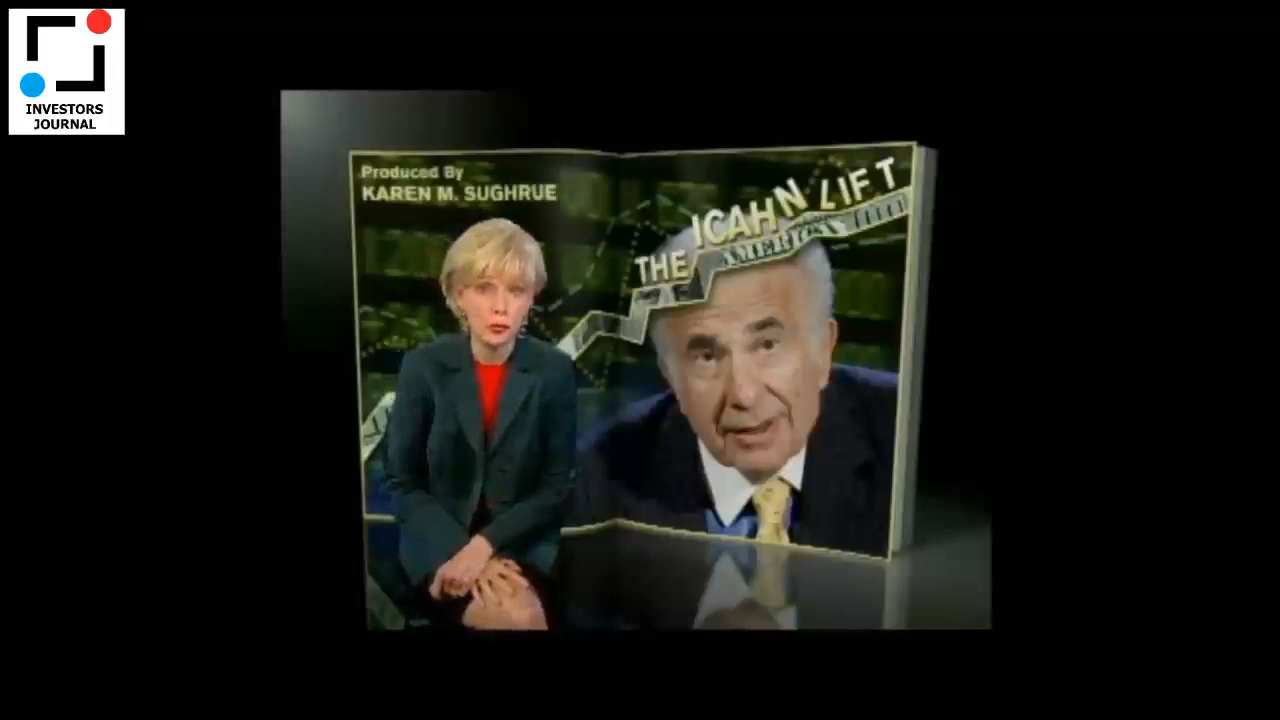 INVESTORS
JOURNAL
Produced By
KAREN M. SUGHRUE
THE ICAHN LIFT